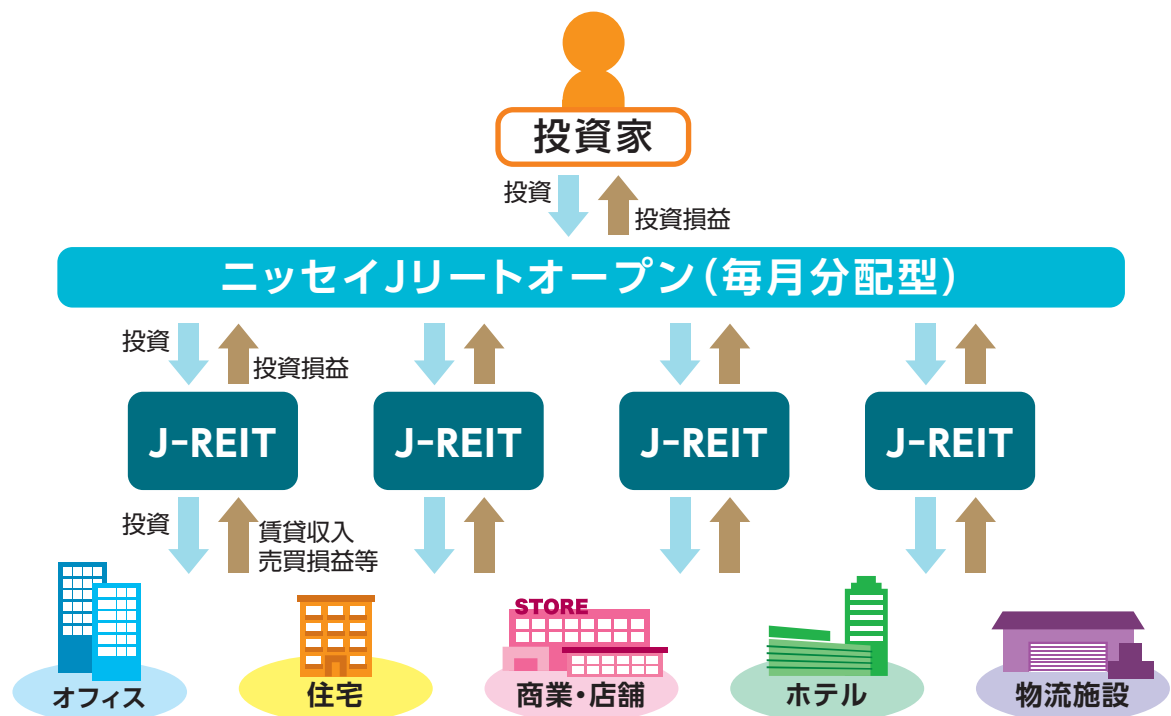 投資家
投資
投資損益
ニッセイJリートオープン（毎月分配型）
投資
投資損益
J-REIT
J-REIT
J-REIT
J-REIT
投資
賃貸収入
売買損益等
STORE
オフィス
住宅
商業・店舗
ホテル
物流施設